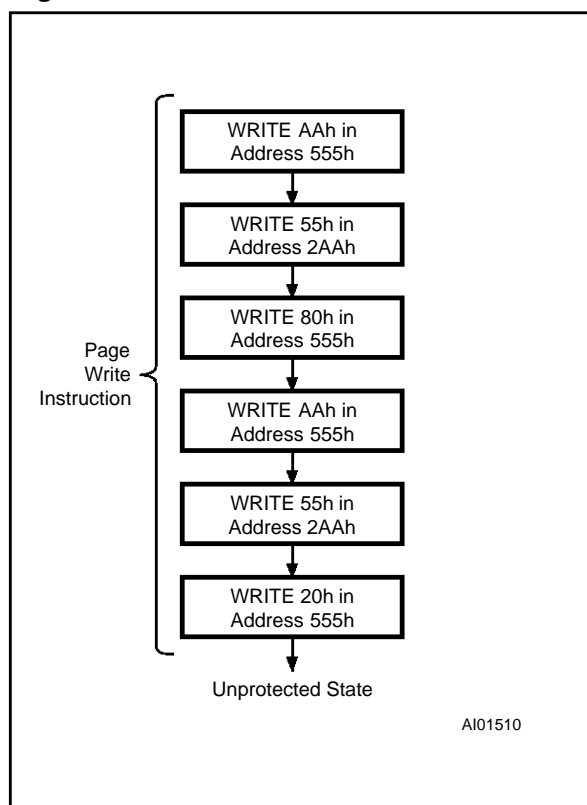 WRITE AAh in
Address 555h
WRITE 55h in
Address 2AAh
WRITE 80h in
Address 555h
Page
Write
Instruction
WRITE AAh in
Address 555h
WRITE 55h in
Address 2AAh
WRITE 20h in
Address 555h
Unprotected State
AI01510